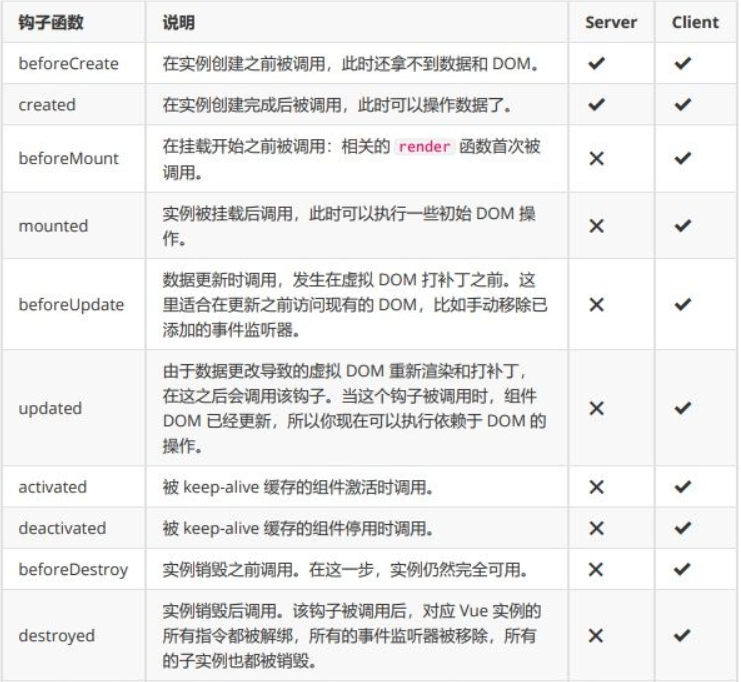 钩子函数 说明 Server Client
beforeCreate 在实例创建之前被调用，此时还拿不到数据和 DOM。 ✔ ✔
created 在实例创建完成后被调用，此时可以操作数据了。 ✔ ✔
beforeMount 在挂载开始之前被调用：相关的 render 函数首次被 ✕ ✔
调用。
mounted 实例被挂载后调用，此时可以执行一些初始 DOM 操 ✕ ✔
作。
beforeUpdate 数据更新时调用，发生在虚拟 DOM 打补丁之前。这 ✕ ✔
里适合在更新之前访问现有的 DOM，比如手动移除已
添加的事件监听器。
updated 由于数据更改导致的虚拟 DOM 重新渲染和打补丁， ✕ ✔
在这之后会调用该钩子。当这个钩子被调用时，组件
DOM 已经更新，所以你现在可以执行依赖于 DOM 的
操作。
activated 被 keep-alive 缓存的组件激活时调用。 ✕ ✔
deactivated 被 keep-alive 缓存的组件停用时调用。 ✕ ✔
beforeDestroy 实例销毁之前调用。在这一步，实例仍然完全可用。 ✕ ✔
destroyed 实例销毁后调用。该钩子被调用后，对应 Vue 实例的 ✕ ✔
所有指令都被解绑，所有的事件监听器被移除，所有
的子实例也都被销毁。